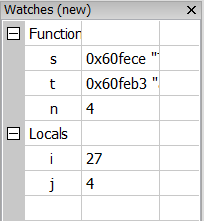 Watches (new)
Function
s 0x60fece "
t 0x60feb3 "
n 4
Locals
i 27
j 4